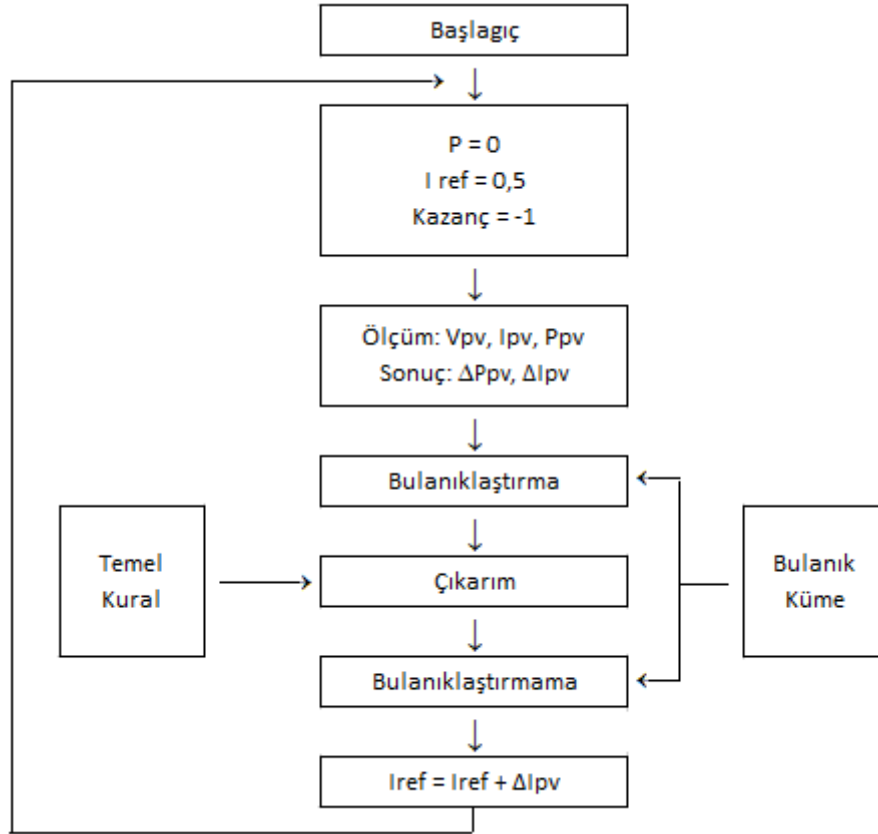 Başlagıç
P = 0
I ref = 0,5
Kazanç = -1
Ölçüm: Vpv, Ipv, Ppv
Sonuç: ΔPpv, ΔIpv
Bulanıklaştırma
Temel
Kural
Çıkarım
Bulanık
Küme
Bulanıklaştırmama
Iref = Iref + ΔIpv